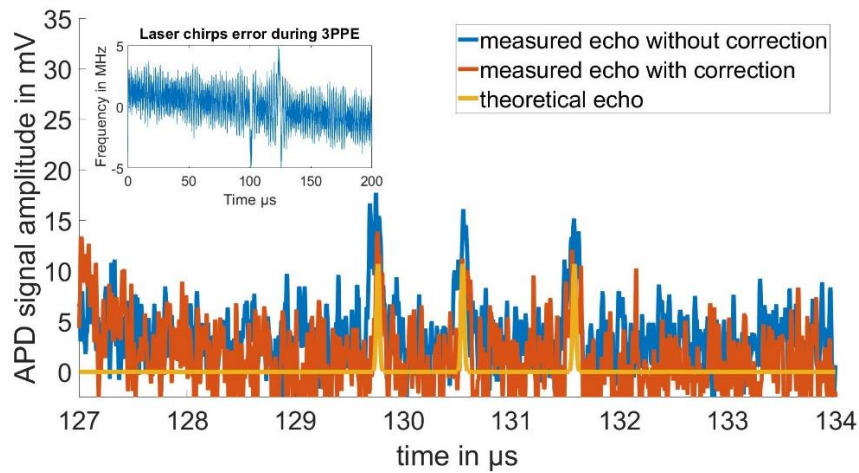 Laser chirps error during 3PPE
Frequency in MHz
5
0
-5
0 50 100 150 200
Time µs
measured echo without correction
measured echo with correction
theoretical echo
APD signal amplitude in mV
35
30
25
20
15
10
5
0
127 128 129 130 131 132 133 134
time in µs